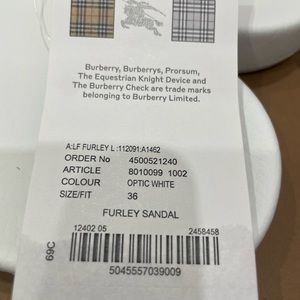 Burberry, Burberrys, Prorsum,
The Equestrian Knight Device and
The Burberry Check are trade marks
belonging to Burberry Limited.
A:LF FURLEY L :112091:A1462
ORDER No 4500521240
ARTICLE 8010099 1002
COLOUR OPTIC WHITE
SIZE/FIT 36
FURLEY SANDAL
12402 05 2458458
69C
5045557039009